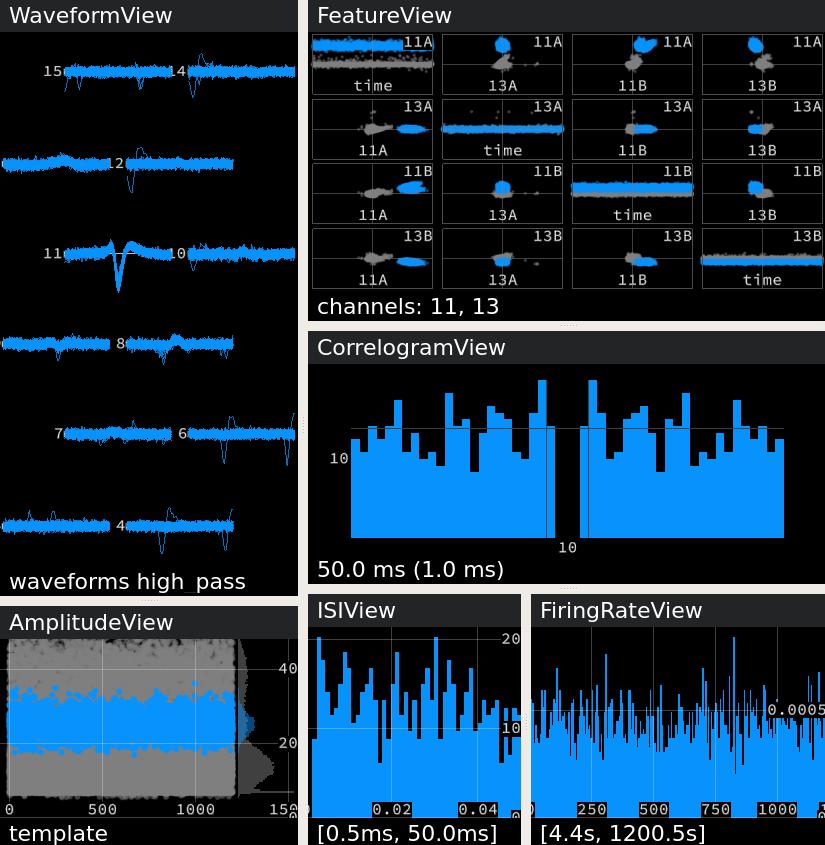 WaveformView
15 14
12
11 10
8
7 6
4
waveforms high_pass
AmplitudeView
40
20
0 500 1000 150
template
FeatureView
11A 11A 11A 11A
time 13A 11B 13B
13A 13A 13A 13A
11A time 11B 13B
11B 11B 11B 11B
11A 13A time 13B
13B 13B 13B 13B
11A 13A 11B time
channels: 11, 13
CorrelogramView
10
10
50.0 ms (1.0 ms)
ISIView
20
10
0.02 0.04
[0.5ms, 50.0ms]
FiringRateView
0.0005
250 500 750 1000
[4.4s, 1200.5s]